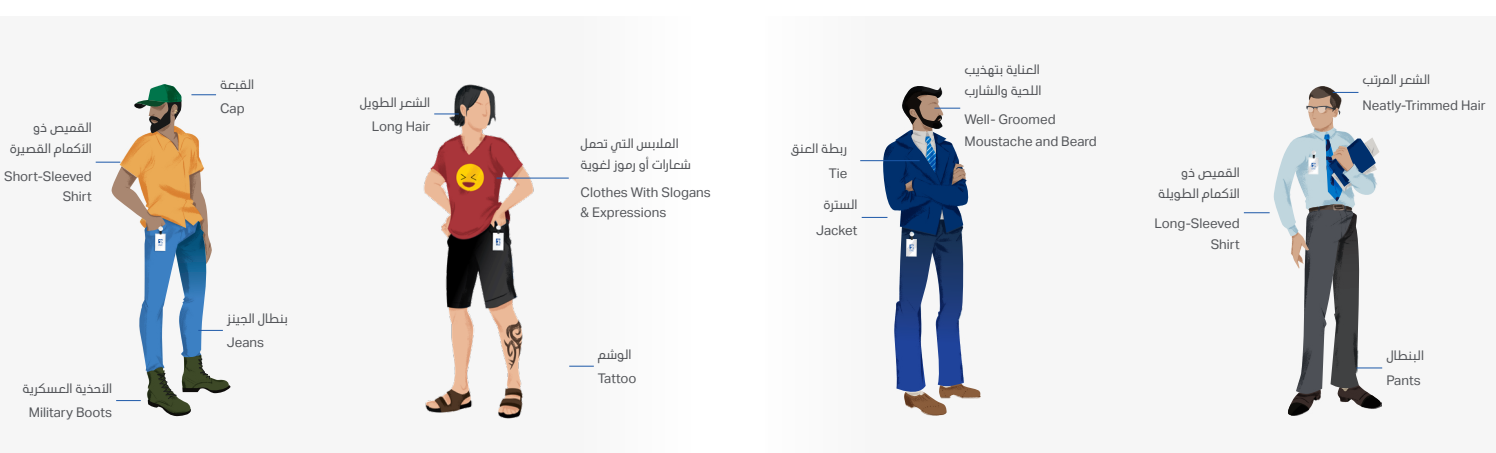 القبعة
Cap
القميص ذو
الأكمام القصيرة
Short-Sleeved
Shirt
بنطال الجينز
Jeans
الأحذية العسكرية
Military Boots
الشعر الطويل
Long Hair
الملابس التي تحمل
شعارات أو رموز لغوية
Clothes With Slogans
& Expressions
الوشم
Tattoo
العناية بتهذيب
اللحية والشارب
Well- Groomed
Moustache and Beard
ربطة العنق
Tie
السترة
Jacket
الشعر المرتب
Neatly-Trimmed Hair
القميص ذو
الأكمام الطويلة
Long-Sleeved
Shirt
البنطال
Pants